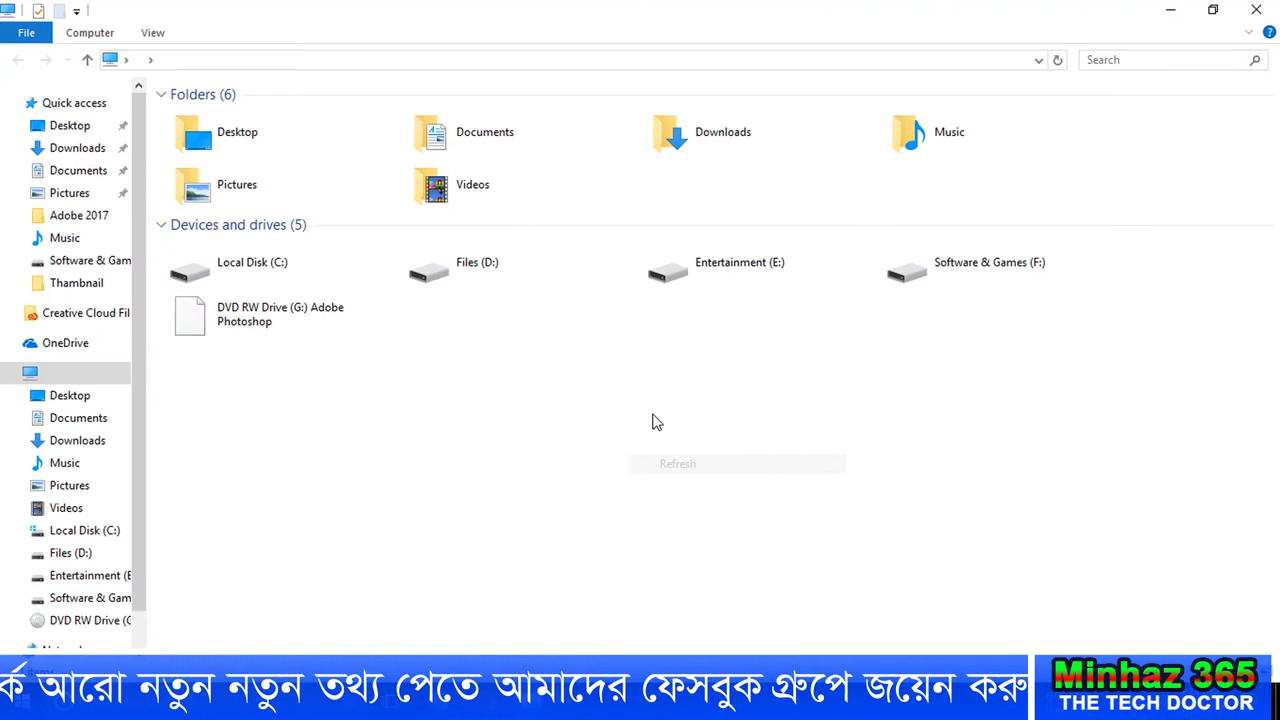 File
Computer
View
Search
Quick access
Desktop
Downloads
Documents
Pictures
Adobe 2017
Music
Software & Gam
Thumbnail
Creative Cloud Fil
OneDrive
Desktop
Documents
Downloads
Music
Pictures
Videos
Local Disk (C:)
Files (D:)
Entertainment (E
Software & Gam
DVD RW Drive (G
Folders (6)
Desktop
Documents
Downloads
Music
Pictures
Videos
Devices and drives (5)
Local Disk (C:)
Files (D:)
Entertainment (E:)
Software & Games (F:)
DVD RW Drive (G:) Adobe
Photoshop
Refresh
র্ক আরো নতুন নতুন তথ্য পেতে আমাদের ফেসবুক গ্রুপে জয়েন করু
Minhaz 365
THE TECH DOCTOR